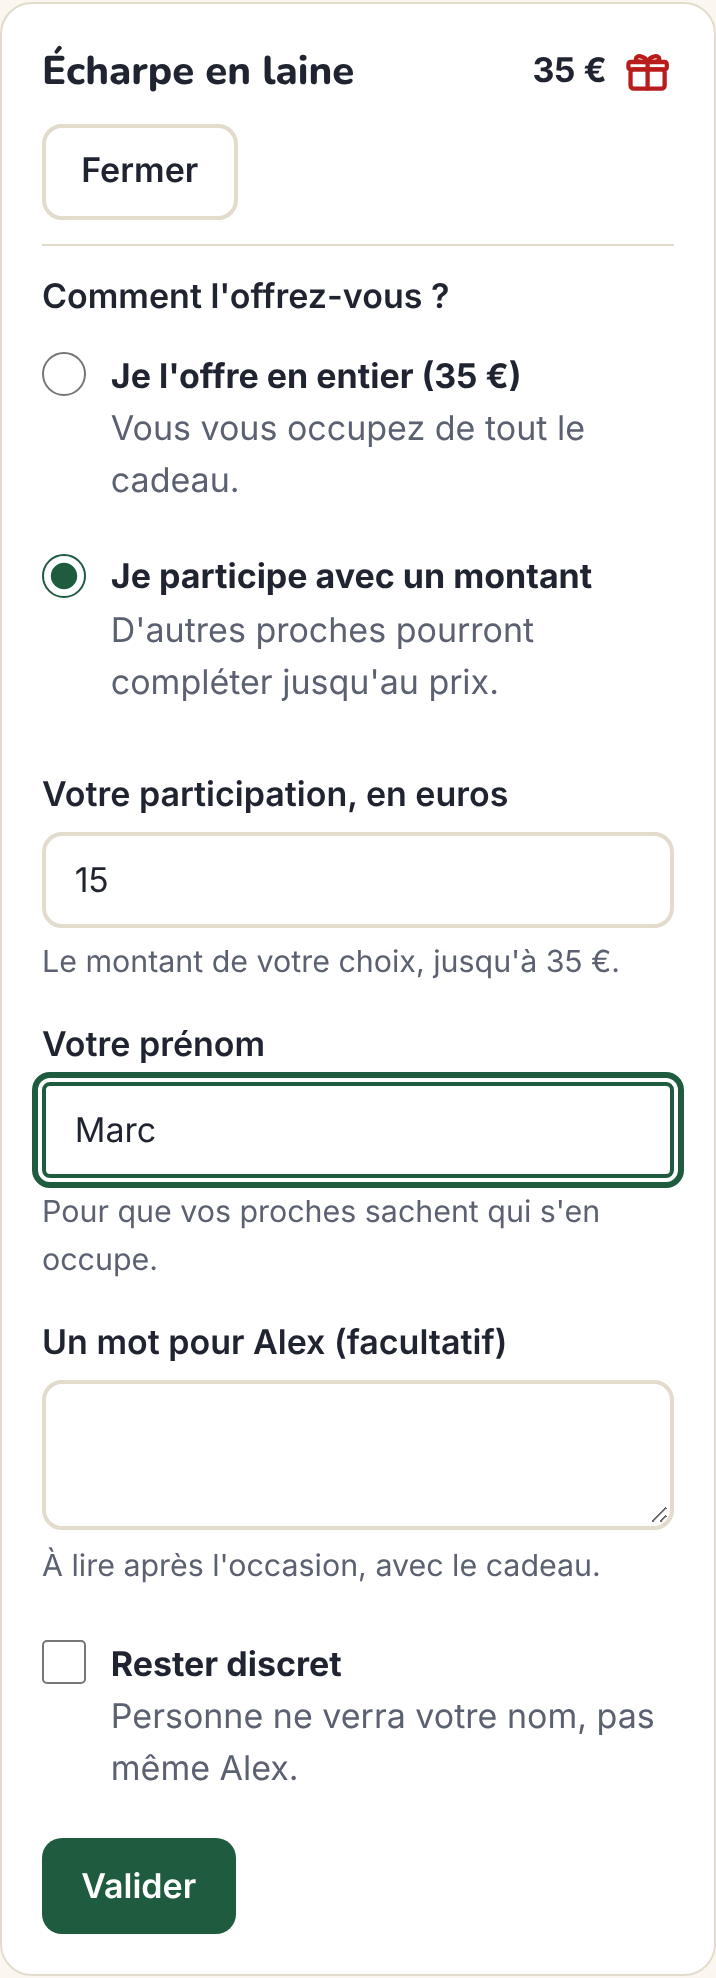 Écharpe en laine 35 €
Fermer
Comment l'offrez-vous ?
Je l'offre en entier (35 €)
Vous vous occupez de tout le
cadeau.
Je participe avec un montant
D'autres proches pourront
compléter jusqu'au prix.
Votre participation, en euros
15
Le montant de votre choix, jusqu'à 35 €.
Votre prénom
Marc
Pour que vos proches sachent qui s'en
occupe.
Un mot pour Alex (facultatif)
À lire après l'occasion, avec le cadeau.
Rester discret
Personne ne verra votre nom, pas
même Alex.
Valider